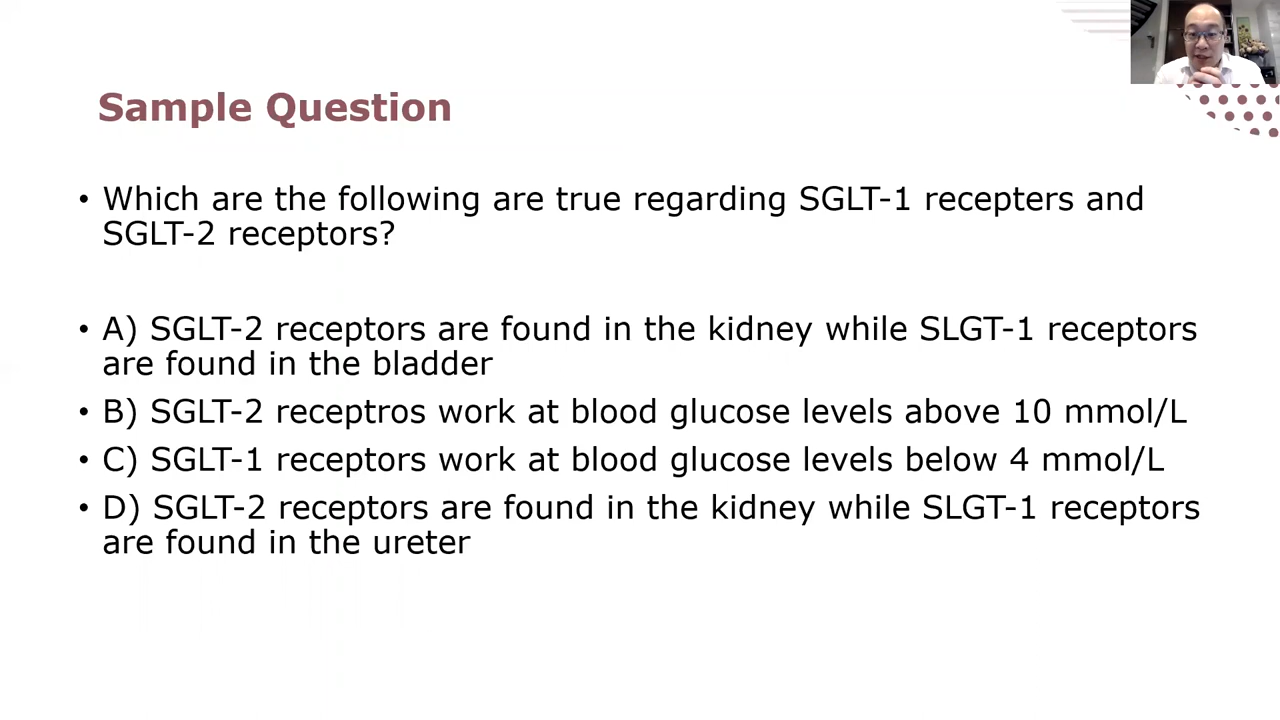 Sample Question
• Which are the following are true regarding SGLT-1 recepters and
SGLT-2 receptors?
• A) SGLT-2 receptors are found in the kidney while SLGT-1 receptors
are found in the bladder
• B) SGLT-2 receptros work at blood glucose levels above 10 mmol/L
• C) SGLT-1 receptors work at blood glucose levels below 4 mmol/L
• D) SGLT-2 receptors are found in the kidney while SLGT-1 receptors
are found in the ureter